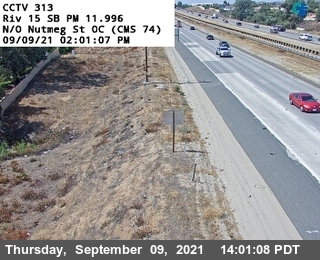 CCTV 313
Riv 15 SB PM 11.996
N/O Nutmeg St OC (CMS 74)
09/09/21 02:01:07 PM
Thursday, September 09, 2021 14:01:08 PDT